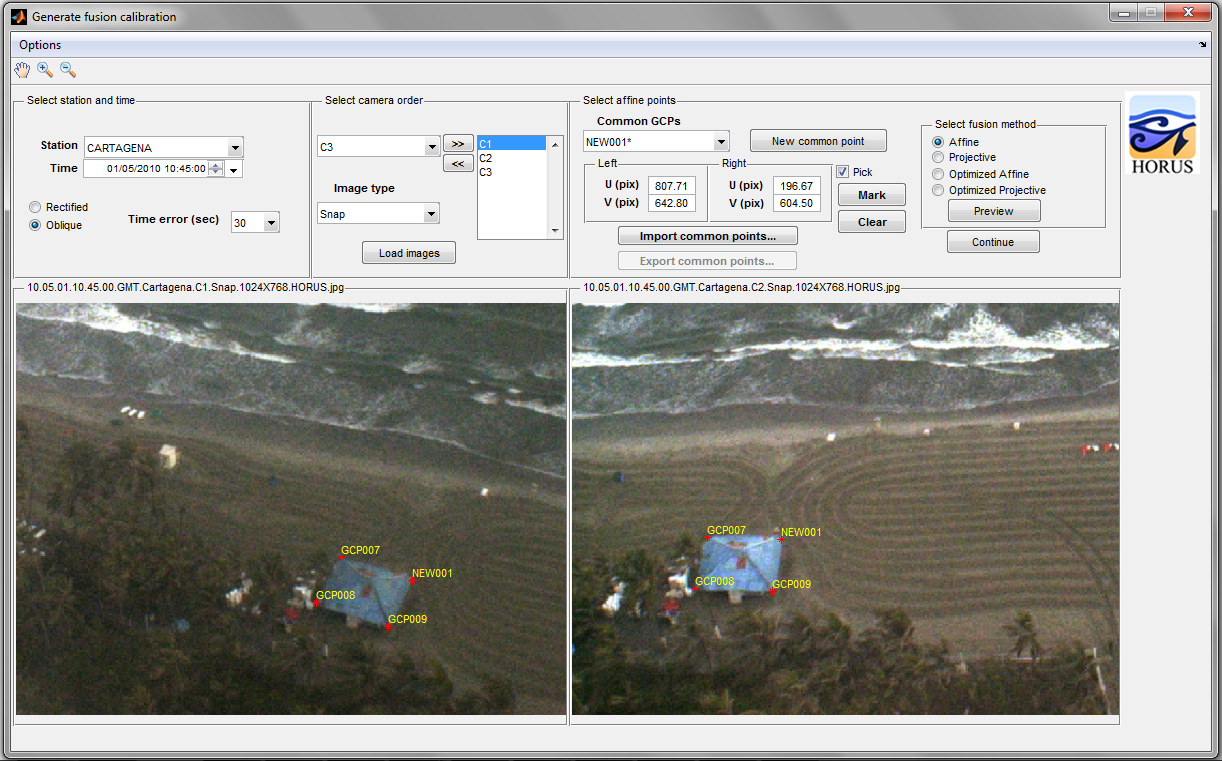 Generate fusion calibration
Options
Select station and time
Station CARTAGENA
Time 01/05/2010 10:45:00
Rectified
Oblique
Time error (sec) 30
Select camera order
C3 >>
<<
C1
C2
C3
Image type
Snap
Load images
Select affine points
Common GCPs
NEW001* New common point
Left
U (pix) 807.71
V (pix) 642.80
Right
U (pix) 196.67
V (pix) 604.50
Pick
Mark
Clear
Import common points...
Export common points...
Select fusion method
Affine
Projective
Optimized Affine
Optimized Projective
Preview
Continue
HORUS
10.05.01.10.45.00.GMT.Cartagena.C1.Snap.1024X768.HORUS.jpg
GCP007
NEW001
GCP008
GCP009
10.05.01.10.45.00.GMT.Cartagena.C2.Snap.1024X768.HORUS.jpg
GCP007
NEW001
GCP008
GCP009